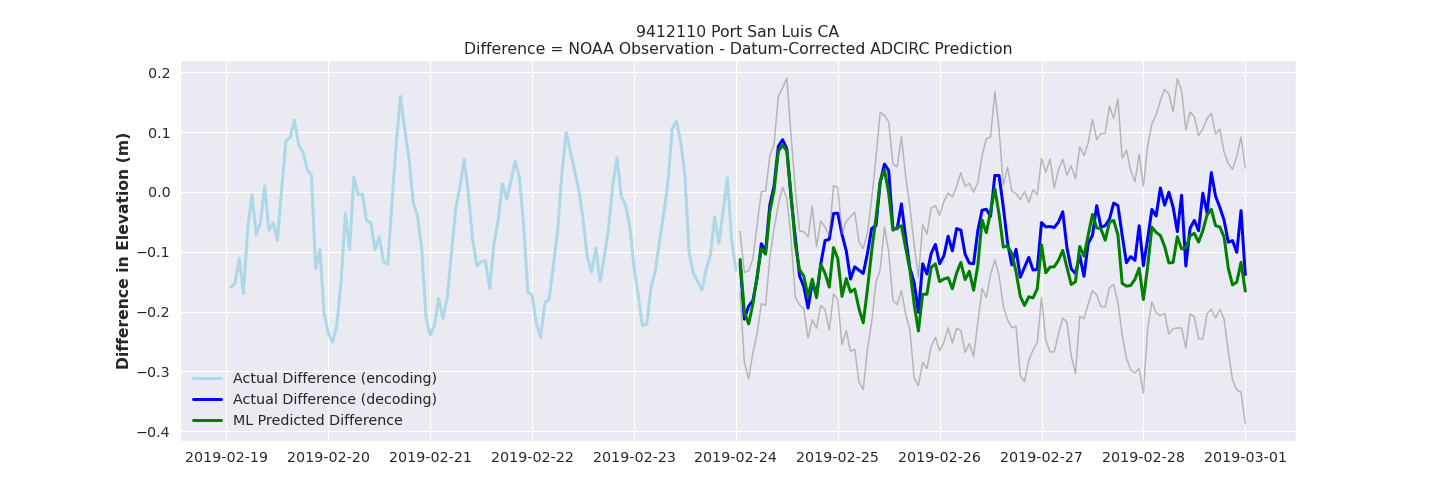 9412110 Port San Luis CA
Difference = NOAA Observation - Datum-Corrected ADCIRC Prediction
Difference in Elevation (m)
0.2
0.1
0.0
−0.1
−0.2
−0.3
−0.4
Actual Difference (encoding)
Actual Difference (decoding)
ML Predicted Difference
2019-02-19 2019-02-20 2019-02-21 2019-02-22 2019-02-23 2019-02-24 2019-02-25 2019-02-26 2019-02-27 2019-02-28 2019-03-01